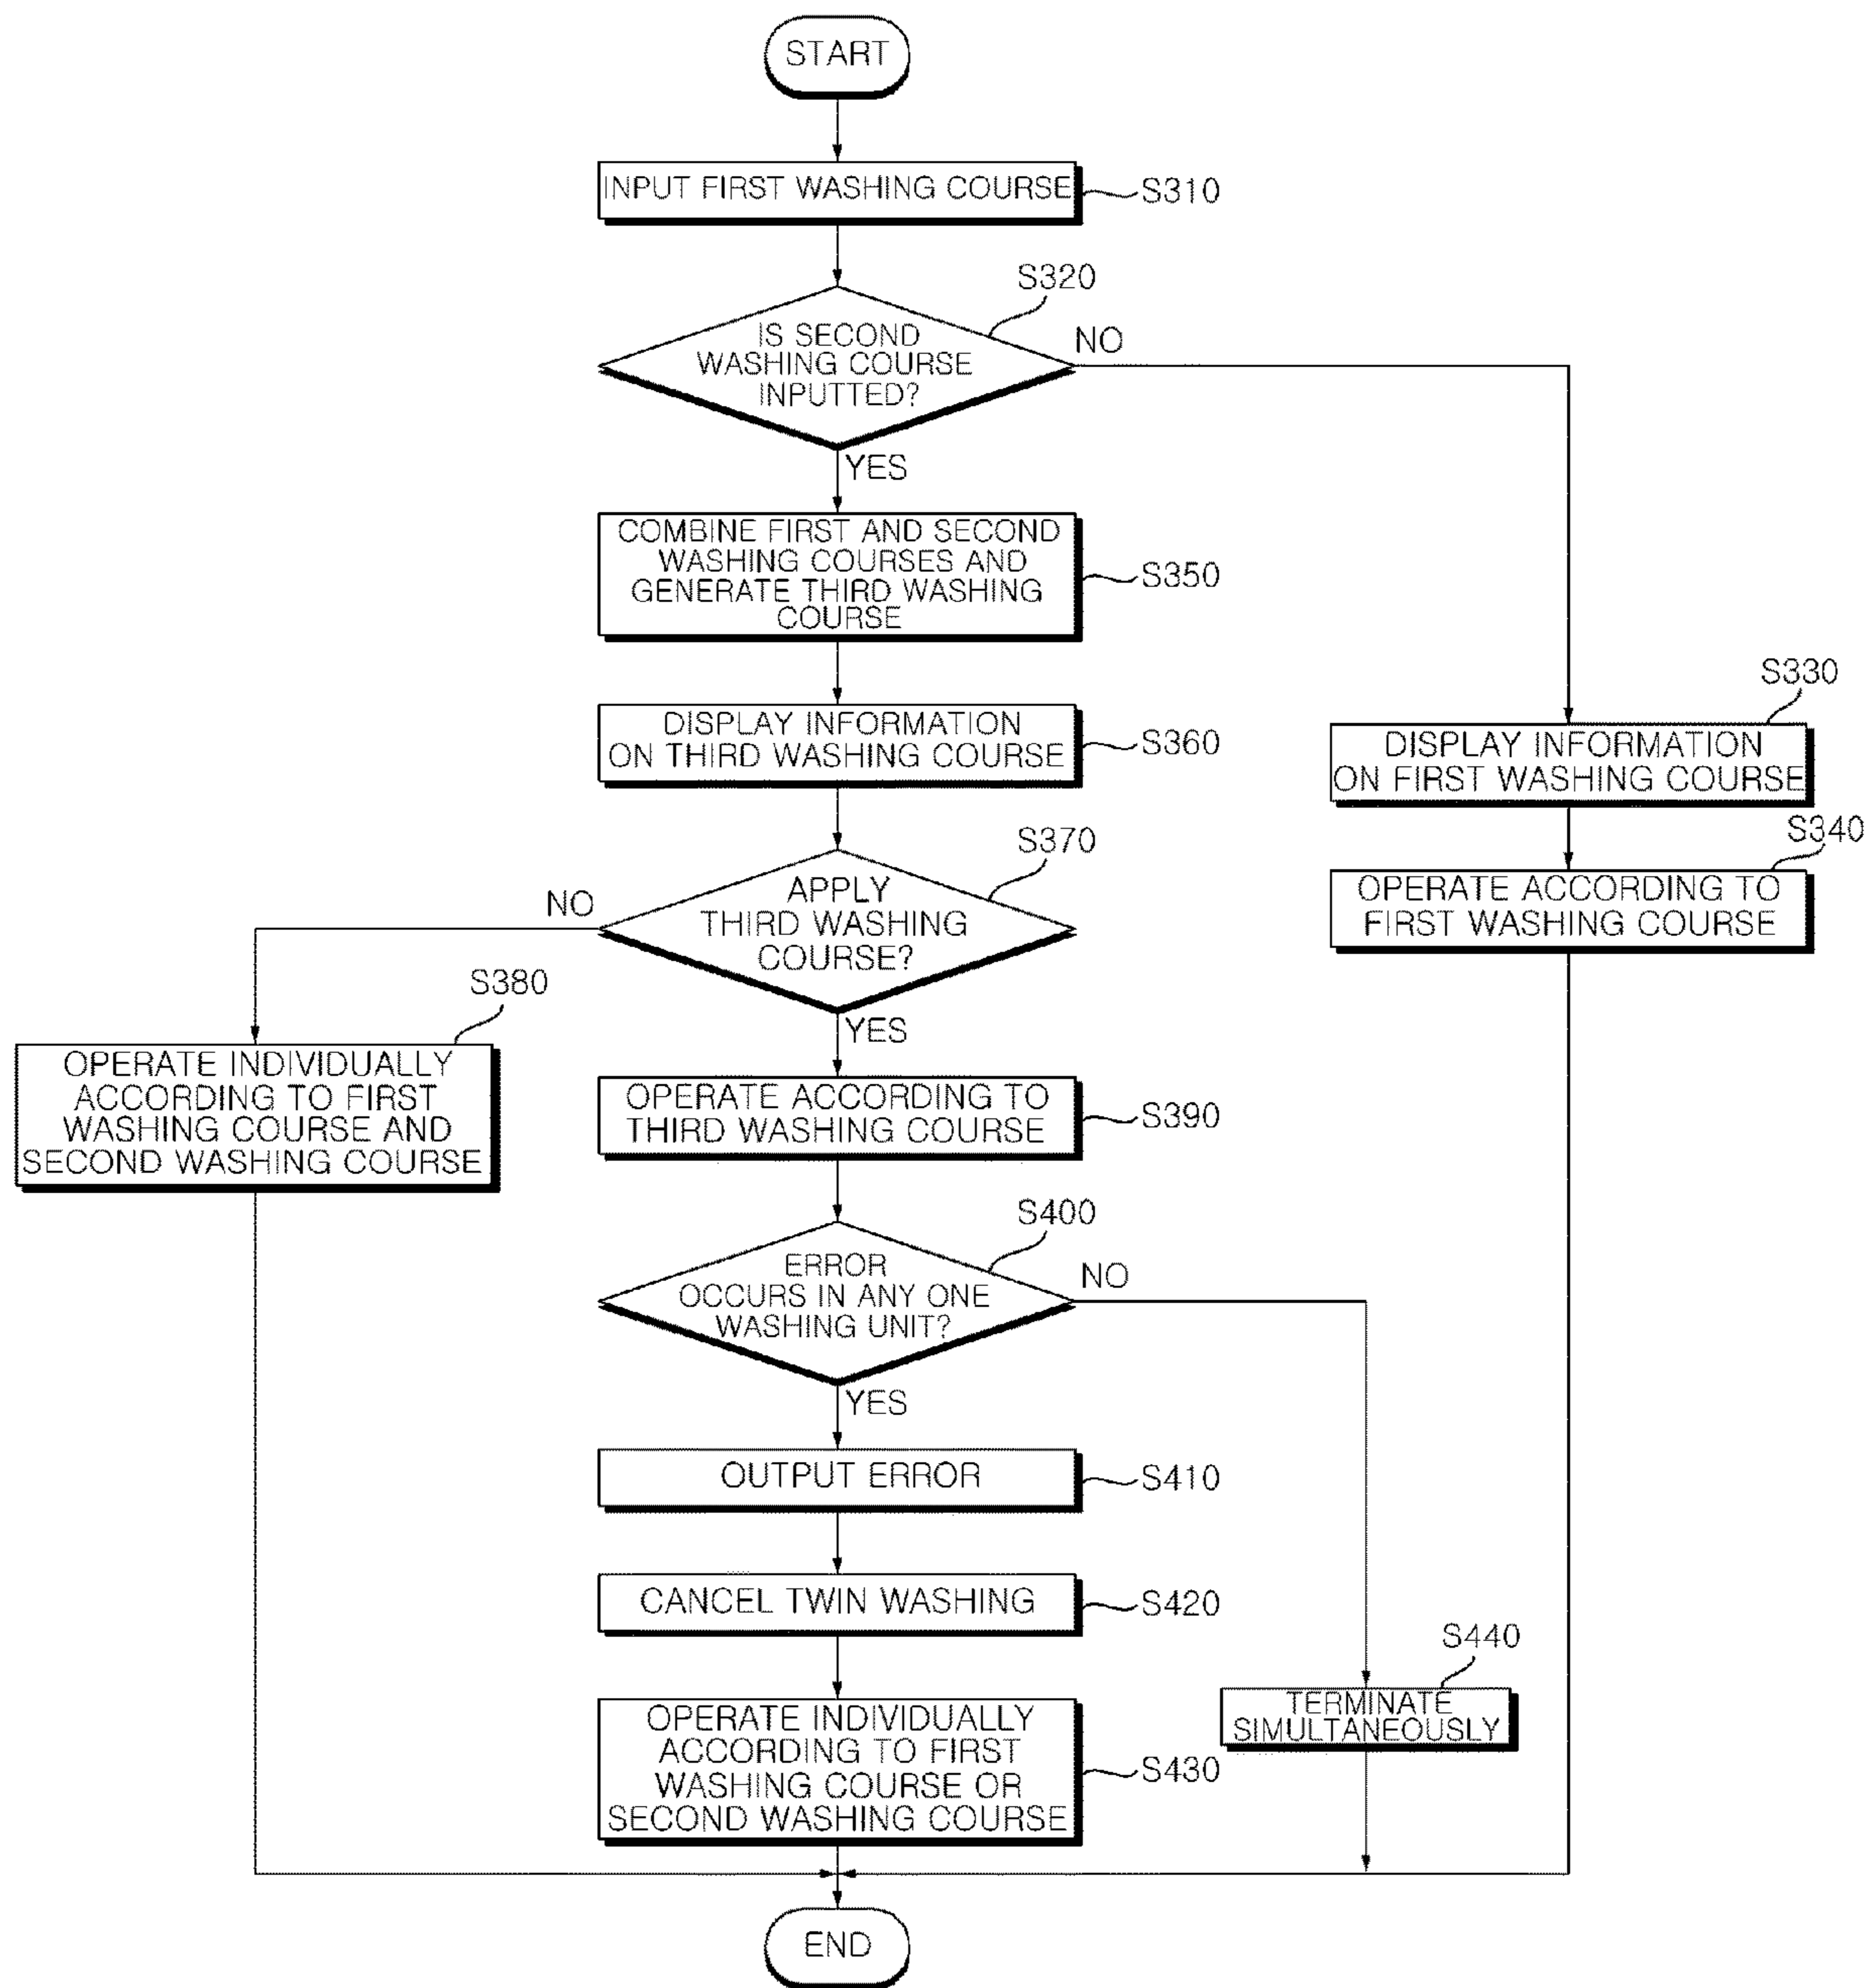 START
INPUT FIRST WASHING COURSE
S310
S320
IS SECOND
WASHING COURSE
INPUTTED?
NO
YES
COMBINE FIRST AND SECOND
WASHING COURSES AND
GENERATE THIRD WASHING
COURSE
S350
DISPLAY INFORMATION
ON THIRD WASHING COURSE
S360
S330
DISPLAY INFORMATION
ON FIRST WASHING COURSE
S340
OPERATE ACCORDING TO
FIRST WASHING COURSE
S370
APPLY
THIRD WASHING
COURSE?
NO
YES
S380
OPERATE INDIVIDUALLY
ACCORDING TO FIRST
WASHING COURSE AND
SECOND WASHING COURSE
OPERATE ACCORDING TO
THIRD WASHING COURSE
S390
S400
ERROR
OCCURS IN ANY ONE
WASHING UNIT?
NO
YES
OUTPUT ERROR
S410
CANCEL TWIN WASHING
S420
S440
TERMINATE
SIMULTANEOUSLY
OPERATE INDIVIDUALLY
ACCORDING TO FIRST
WASHING COURSE OR
SECOND WASHING COURSE
S430
END